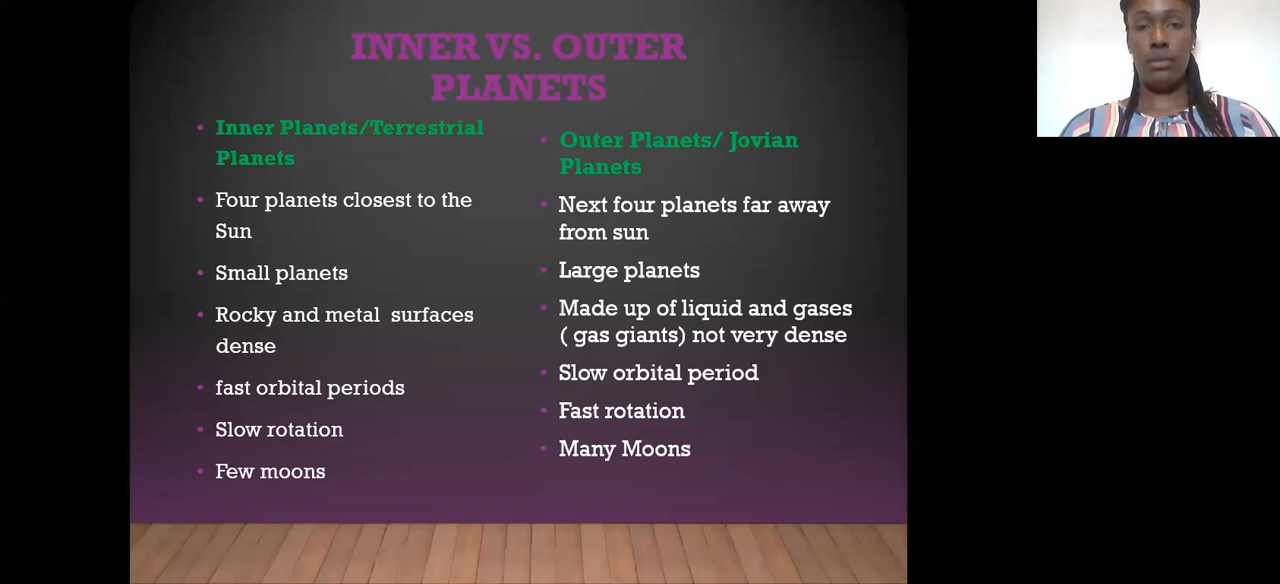 INNER VS. OUTER
PLANETS
Inner Planets/Terrestrial
Planets
Four planets closest to the
Sun
Small planets
Rocky and metal  surfaces
dense
fast orbital periods
Slow rotation
Few moons
Outer Planets/ Jovian
Planets
Next four planets far away
from sun
Large planets
Made up of liquid and gases
( gas giants) not very dense
Slow orbital period
Fast rotation
Many Moons